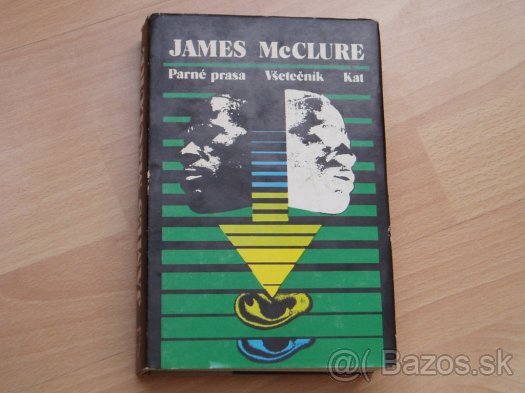 JAMES McCLURE
Parné prasa Všetečník Kat
@( Bazos.sk